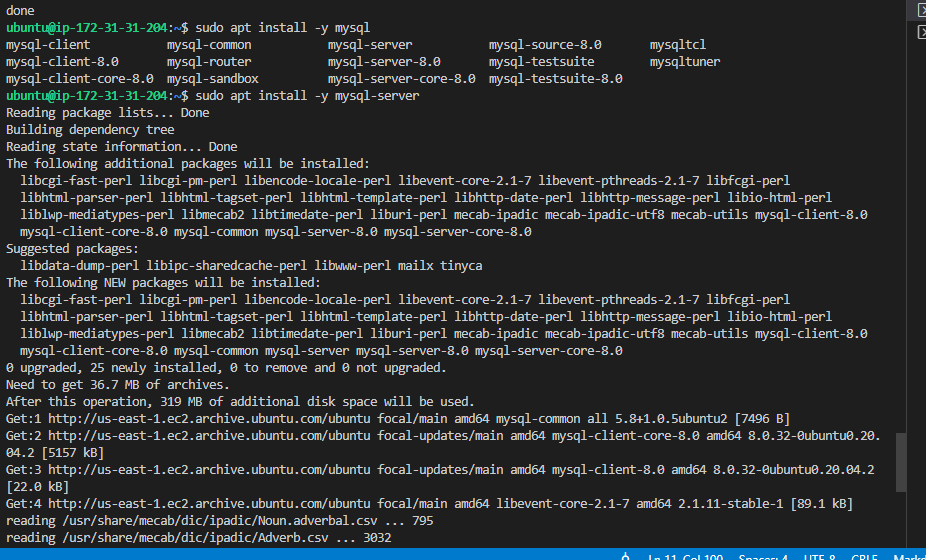 done
ubuntu@ip-172-31-31-204:~$ sudo apt install -y mysql
mysql-client mysql-common mysql-server mysql-source-8.0 mysqltcl
mysql-client-8.0 mysql-router mysql-server-8.0 mysql-testsuite mysqltuner
mysql-client-core-8.0 mysql-sandbox mysql-server-core-8.0 mysql-testsuite-8.0
ubuntu@ip-172-31-31-204:~$ sudo apt install -y mysql-server
Reading package lists... Done
Building dependency tree
Reading state information... Done
The following additional packages will be installed:
libcgi-fast-perl libcgi-pm-perl libencode-locale-perl libevent-core-2.1-7 libevent-pthreads-2.1-7 libfcgi-perl
libhtml-parser-perl libhtml-tagset-perl libhtml-template-perl libhttp-date-perl libhttp-message-perl libio-html-perl
liblwp-mediatypes-perl libmecab2 libtimedate-perl liburi-perl mecab-ipadic mecab-ipadic-utf8 mecab-utils mysql-client-8.0
mysql-client-core-8.0 mysql-common mysql-server-8.0 mysql-server-core-8.0
Suggested packages:
libdata-dump-perl libipc-sharedcache-perl libwww-perl mailx tinyca
The following NEW packages will be installed:
libcgi-fast-perl libcgi-pm-perl libencode-locale-perl libevent-core-2.1-7 libevent-pthreads-2.1-7 libfcgi-perl
libhtml-parser-perl libhtml-tagset-perl libhtml-template-perl libhttp-date-perl libhttp-message-perl libio-html-perl
liblwp-mediatypes-perl libmecab2 libtimedate-perl liburi-perl mecab-ipadic mecab-ipadic-utf8 mecab-utils mysql-client-8.0
mysql-client-core-8.0 mysql-common mysql-server mysql-server-8.0 mysql-server-core-8.0
0 upgraded, 25 newly installed, 0 to remove and 0 not upgraded.
Need to get 36.7 MB of archives.
After this operation, 319 MB of additional disk space will be used.
Get:1 http://us-east-1.ec2.archive.ubuntu.com/ubuntu focal/main amd64 mysql-common all 5.8+1.0.5ubuntu2 [7496 B]
Get:2 http://us-east-1.ec2.archive.ubuntu.com/ubuntu focal-updates/main amd64 mysql-client-core-8.0 amd64 8.0.32-0ubuntu0.20.
04.2 [5157 kB]
Get:3 http://us-east-1.ec2.archive.ubuntu.com/ubuntu focal-updates/main amd64 mysql-client-8.0 amd64 8.0.32-0ubuntu0.20.04.2
[22.0 kB]
Get:4 http://us-east-1.ec2.archive.ubuntu.com/ubuntu focal/main amd64 libevent-core-2.1-7 amd64 2.1.11-stable-1 [89.1 kB]
reading /usr/share/mecab/dic/ipadic/Noun.adverbal.csv ... 795
reading /usr/share/mecab/dic/ipadic/Adverb.csv ... 3032
Ln 11, Col 100 Spaces: 4 UTF-8 CRLF